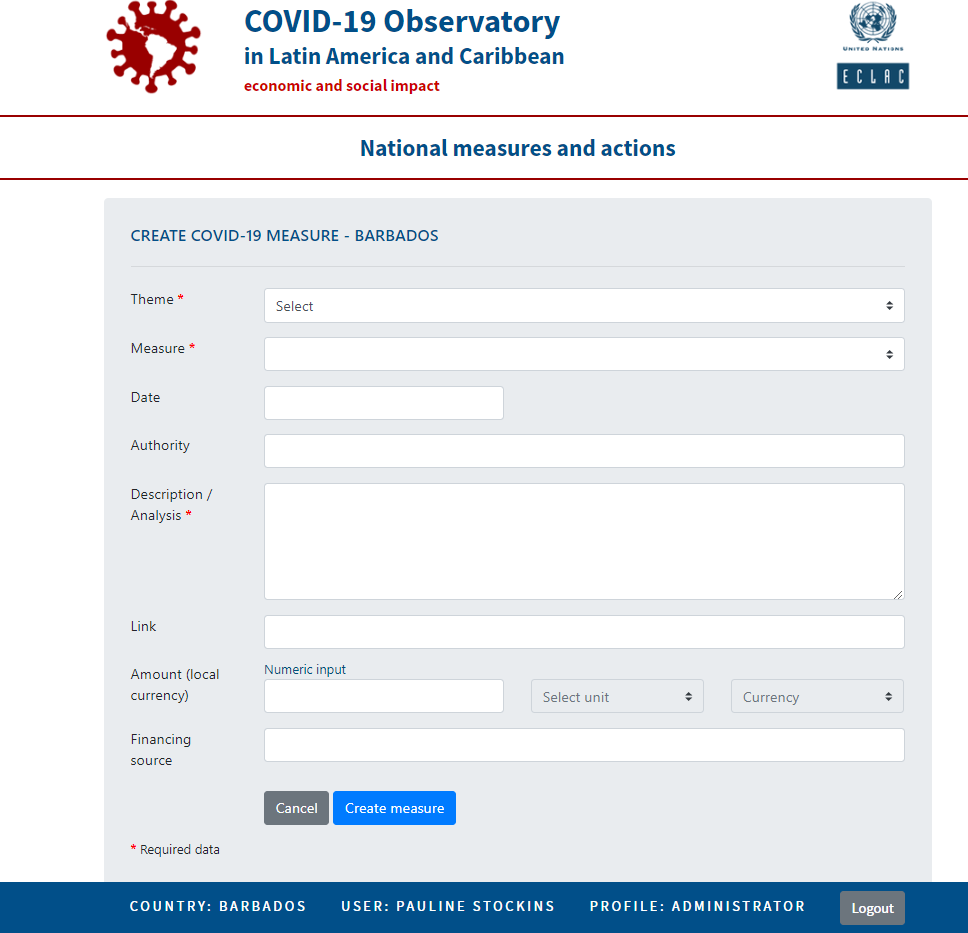 COVID-19 Observatory
in Latin America and Caribbean
economic and social impact
UNITED NATIONS
ECLAC
National measures and actions
CREATE COVID-19 MEASURE - BARBADOS
Theme *
Select
Measure *
Date
Authority
Description /
Analysis *
Link
Amount (local
currency)
Numeric input
Select unit
Currency
Financing
source
Cancel
Create measure
* Required data
COUNTRY: BARBADOS
USER: PAULINE STOCKINS
PROFILE: ADMINISTRATOR
Logout